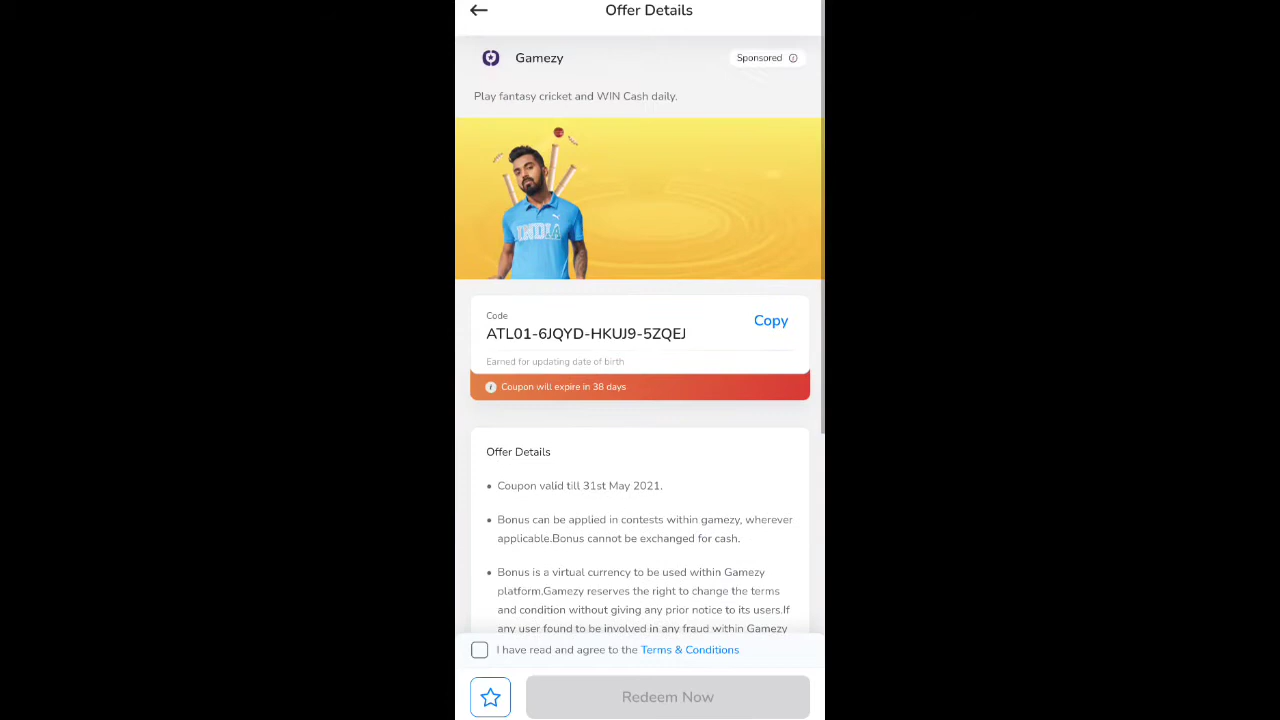 Offer Details
Gamezy
Sponsored
Play fantasy cricket and WIN Cash daily.
INDIA
Code
ATL01-6JQYD-HKUJ9-5ZQEJ
Copy
Earned for updating date of birth
Coupon will expire in 38 days
Offer Details
• Coupon valid till 31st May 2021.
• Bonus can be applied in contests within gamezy, wherever
applicable.Bonus cannot be exchanged for cash.
• Bonus is a virtual currency to be used within Gamezy
platform.Gamezy reserves the right to change the terms
and condition without giving any prior notice to its users.If
any user found to be involved in any fraud within Gamezy
I have read and agree to the Terms & Conditions
Redeem Now